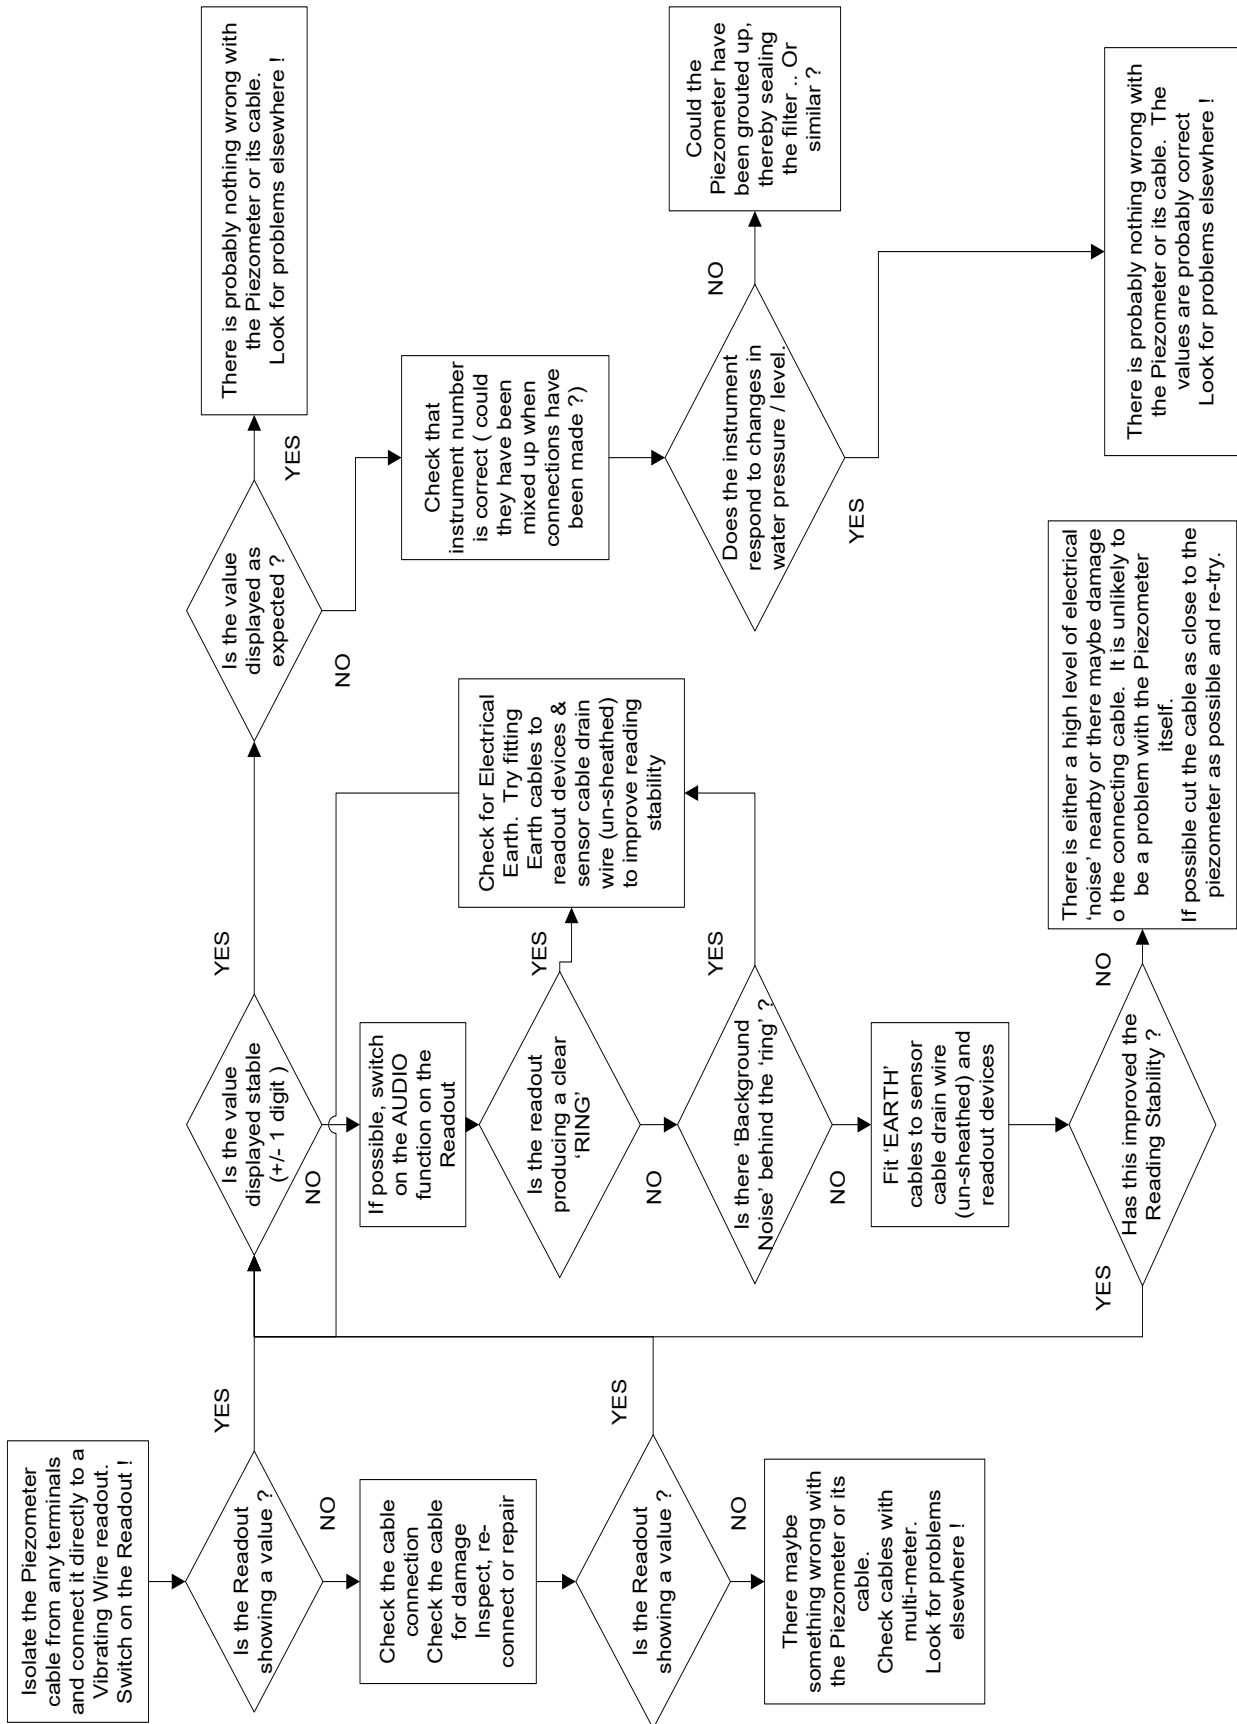 Isolate the Piezometer
cable from any terminals
and connect it directly to a
Vibrating Wire readout.
Switch on the Readout !
Is the Readout
showing a value ?
YES
NO
Check the cable
connection
Check the cable
for damage
Inspect, re-
connect or repair
Is the Readout
showing a value ?
YES
NO
There maybe
something wrong with
the Piezometer or its
cable.
Check cables with
multi-meter.
Look for problems
elsewhere !
Is the value
displayed stable
(+/- 1 digit )
YES
NO
If possible, switch
on the AUDIO
function on the
Readout
Is the readout
producing a clear
‘RING’
YES
NO
Is there ‘Background
Noise’ behind the ‘ring’ ?
YES
NO
Fit ‘EARTH’
cables to sensor
cable drain wire
(un-sheathed) and
readout devices
Has this improved the
Reading Stability ?
YES
NO
Check for Electrical
Earth.  Try fitting
Earth cables to
readout devices &
sensor cable drain
wire (un-sheathed)
to improve reading
stability
There is either a high level of electrical
‘noise’ nearby or there maybe damage
o the connecting cable.  It is unlikely to
be a problem with the Piezometer
itself.
If possible cut the cable as close to the
piezometer as possible and re-try.
Is the value
displayed as
expected ?
YES
NO
There is probably nothing wrong with
the Piezometer or its cable.
Look for problems elsewhere !
Check that
instrument number
is correct ( could
they have been
mixed up when
connections have
been made ?)
Does the instrument
respond to changes in
water pressure / level.
NO
YES
Could the
Piezometer have
been grouted up,
thereby sealing
the filter .. Or
similar ?
There is probably nothing wrong with
the Piezometer or its cable.  The
values are probably correct
Look for problems elsewhere !